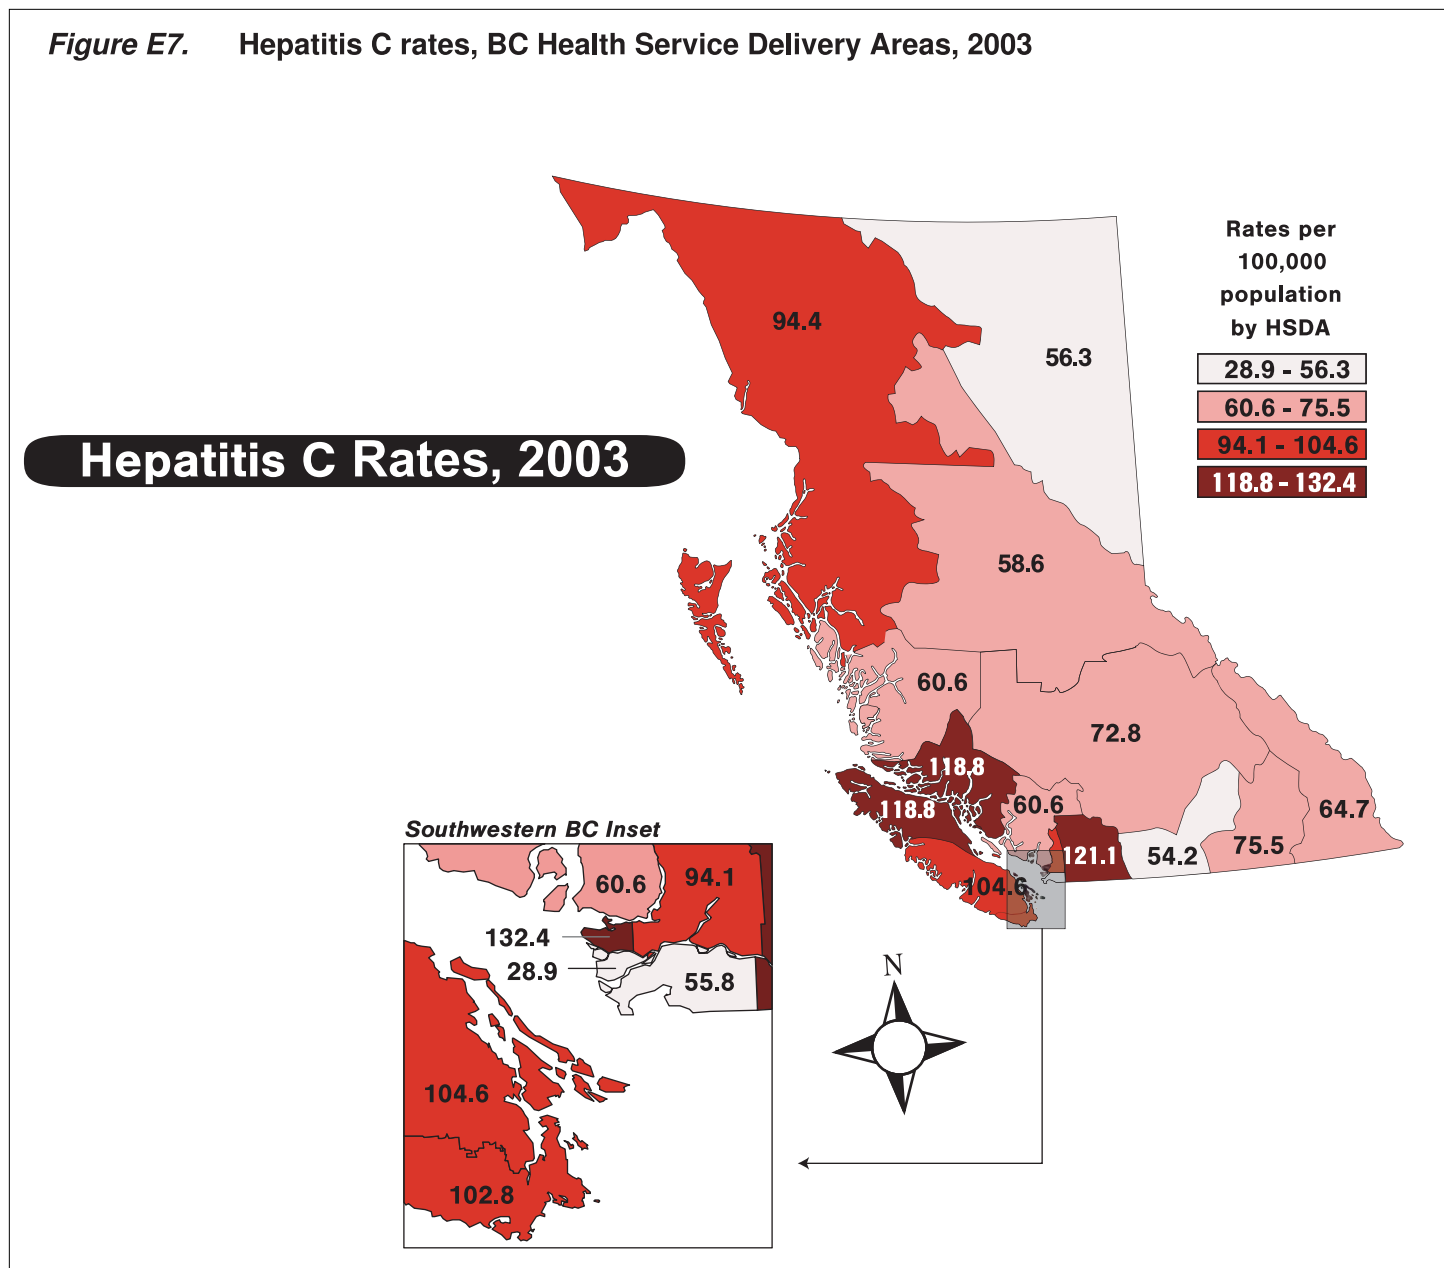 Figure E7. Hepatitis C rates, BC Health Service Delivery Areas, 2003
Rates per
100,000
population
by HSDA
28.9 - 56.3
60.6 - 75.5
94.1 - 104.6
118.8 - 132.4
Hepatitis C Rates, 2003
94.4
56.3
58.6
60.6
72.8
118.8
118.8
60.6
64.7
75.5
54.2
121.1
104.6
Southwestern BC Inset
60.6
94.1
132.4
28.9
55.8
104.6
102.8
N